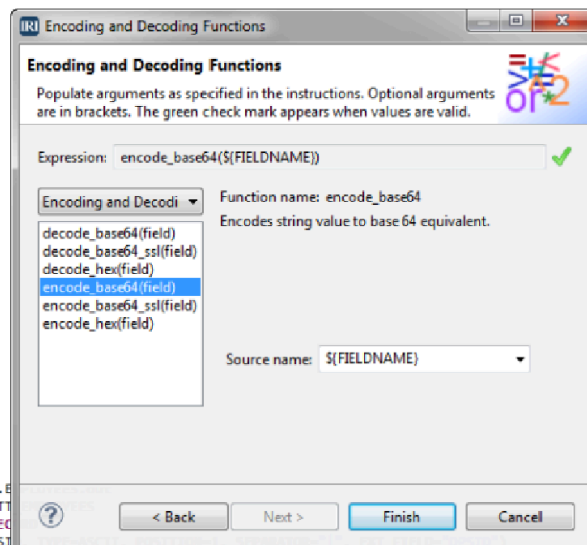 IRI Encoding and Decoding Functions
Encoding and Decoding Functions
Populate arguments as specified in the instructions. Optional arguments
are in brackets. The green check mark appears when values are valid.
Expression: encode_base64(${FIELDNAME})
Encoding and Decodi
Function name: encode_base64
Encodes string value to base 64 equivalent.
decode_base64(field)
decode_base64_ssl(field)
decode_hex(field)
encode_base64(field)
encode_base64_ssl(field)
encode_hex(field)
Source name: ${FIELDNAME}
< Back Next > Finish Cancel